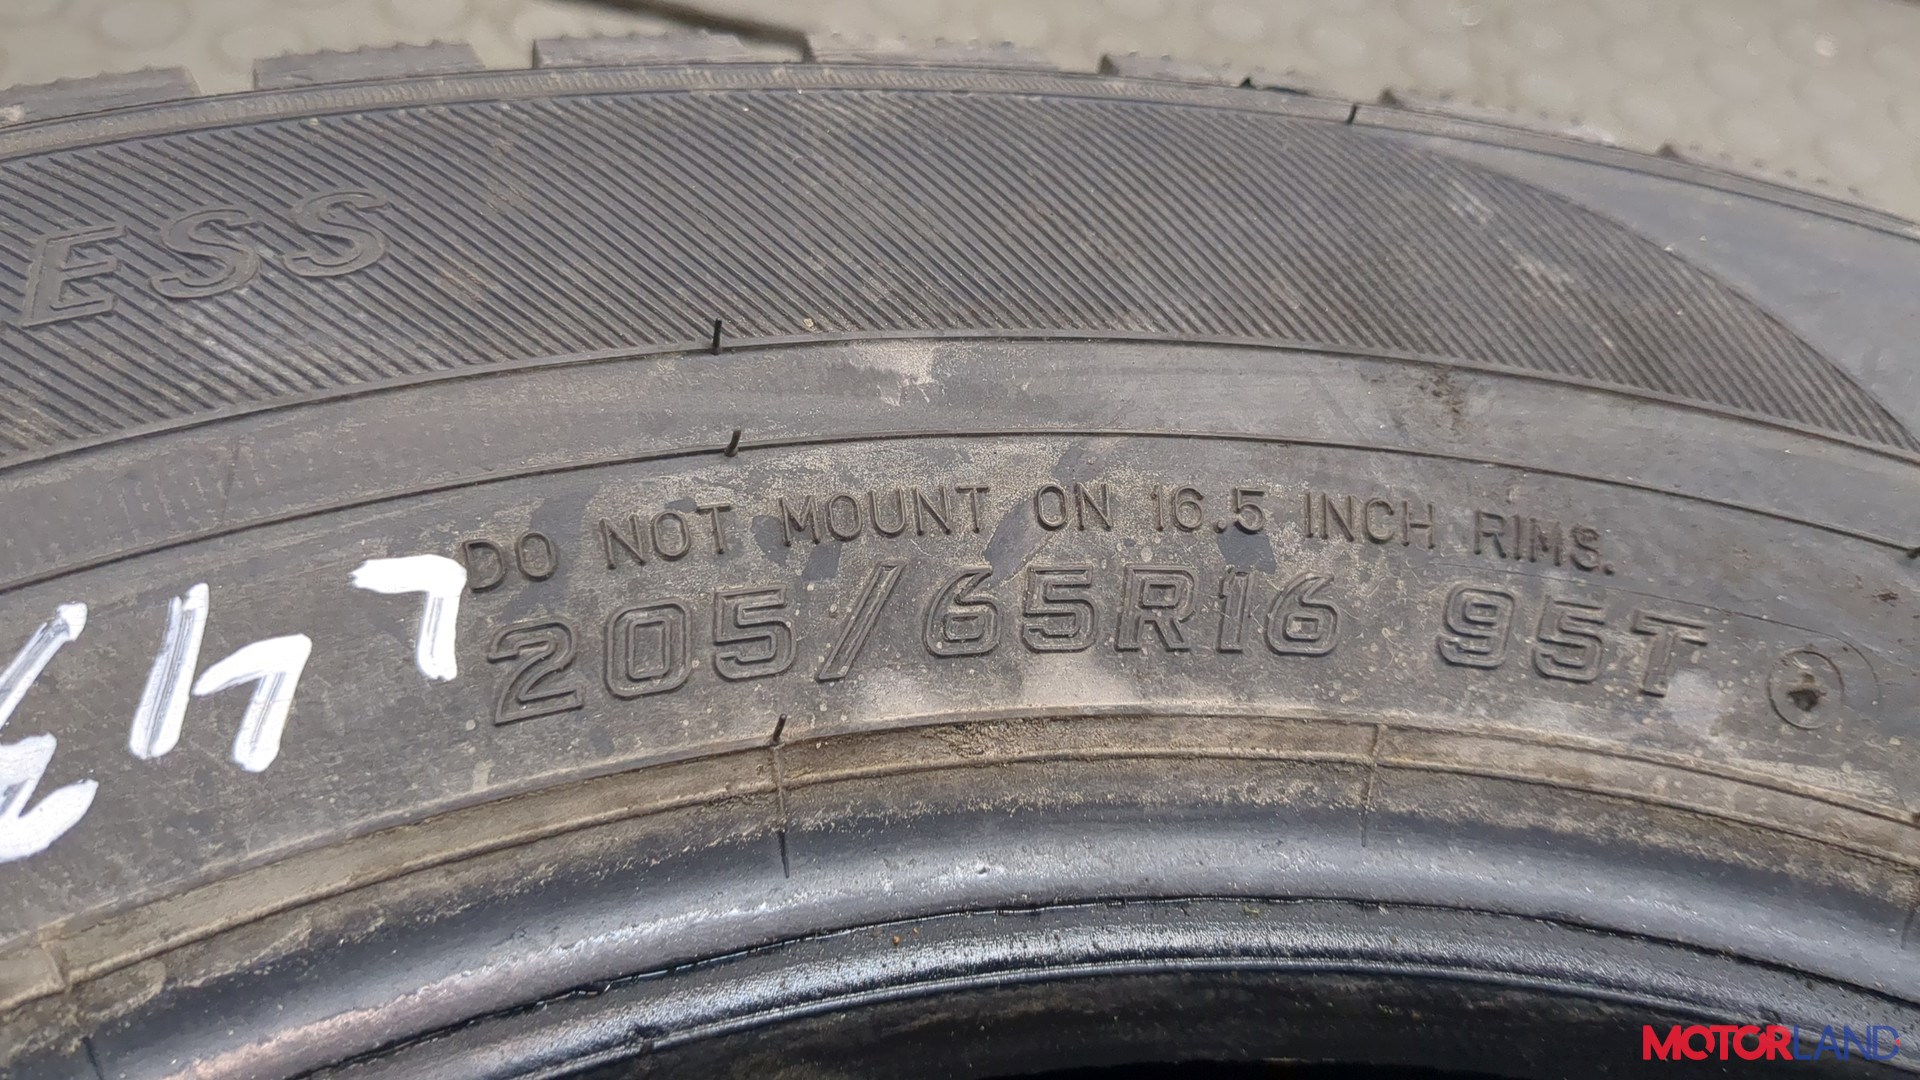 ESS
DO NOT MOUNT ON 16.5 INCH RIMS.
205/65R16 95T
MOTORLAND